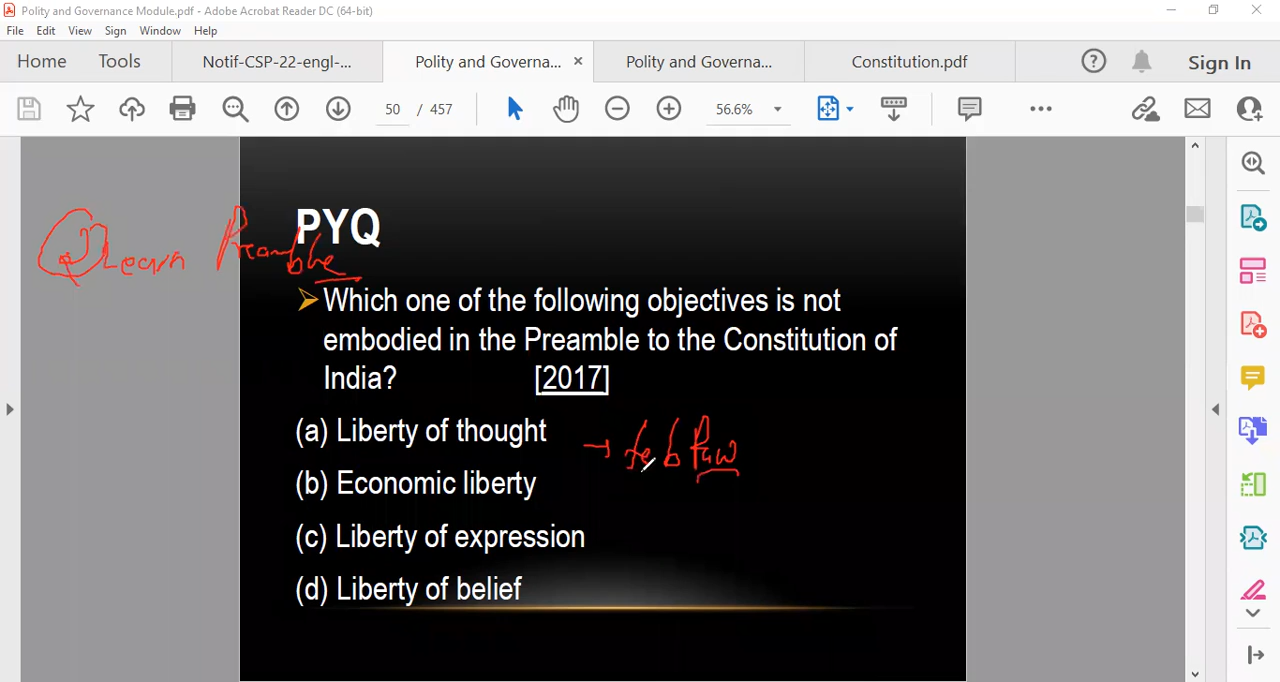 Polity and Governance Module.pdf - Adobe Acrobat Reader DC (64-bit)
File Edit View Sign Window Help
Home Tools Notif-CSP-22-engl-... Polity and Governa... × Polity and Governa... Constitution.pdf Sign In
50 / 457 56.6%
PYQ
Learn Preamble
Which one of the following objectives is not
embodied in the Preamble to the Constitution of
India? [2017]
(a) Liberty of thought
(b) Economic liberty
(c) Liberty of expression
(d) Liberty of belief